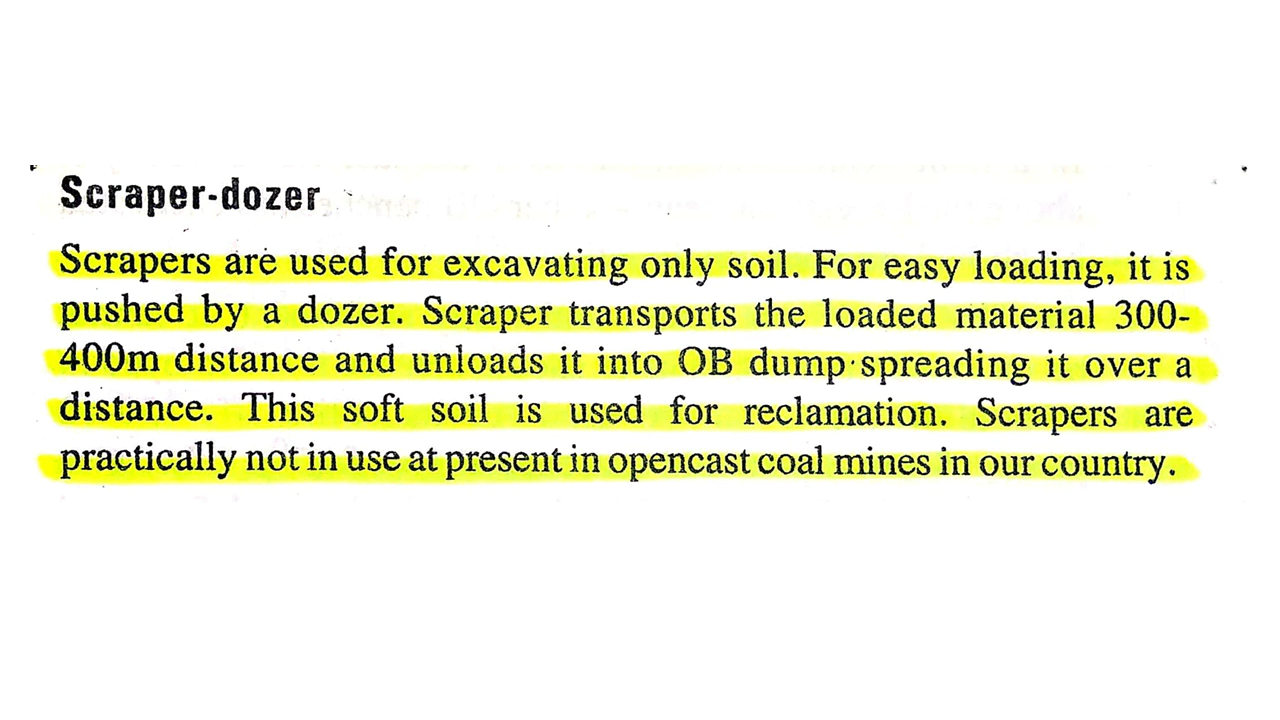 Scraper-dozer
Scrapers are used for excavating only soil. For easy loading, it is
pushed by a dozer. Scraper transports the loaded material 300-
400m distance and unloads it into OB dump spreading it over a
distance. This soft soil is used for reclamation. Scrapers are
practically not in use at present in opencast coal mines in our country.